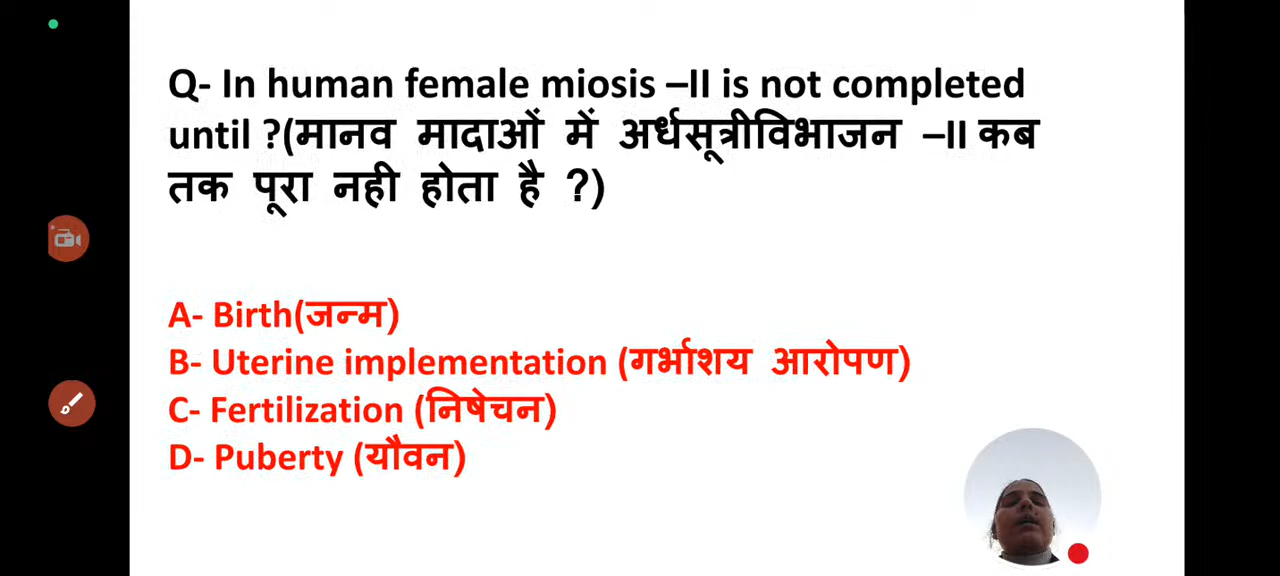 Q- In human female miosis –II is not completed
until ?(मानव मादाओं में अर्धसूत्रीविभाजन –II कब
तक पूरा नही होता है ?)
A- Birth(जन्म)
B- Uterine implementation (गर्भाशय आरोपण)
C- Fertilization (निषेचन)
D- Puberty (यौवन)